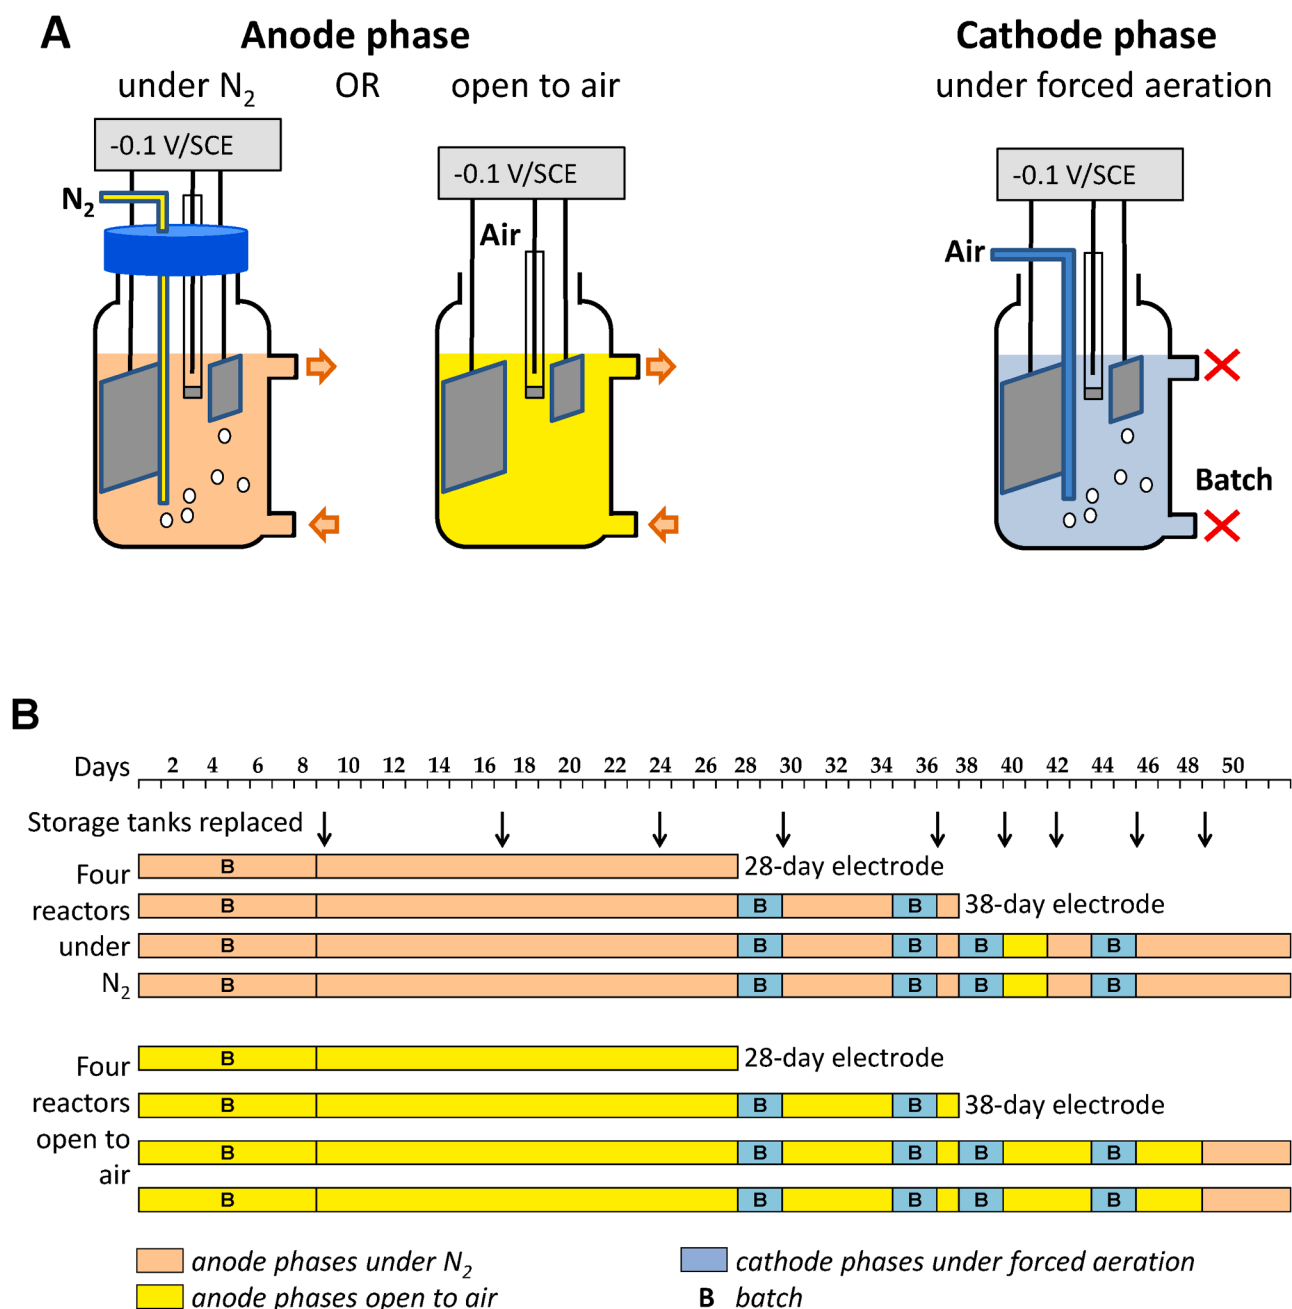 A
Anode phase
Cathode phase
under N₂ OR open to air
under forced aeration
-0.1 V/SCE
-0.1 V/SCE
-0.1 V/SCE
N₂
Air
Air
Batch
B
Days 2 4 6 8 10 12 14 16 18 20 22 24 26 28 30 32 34 36 38 40 42 44 46 48 50
Storage tanks replaced
Four reactors under N₂
B 28-day electrode
B B B 38-day electrode
B B B B B
B B B B B
Four reactors open to air
B 28-day electrode
B B B 38-day electrode
B B B B B
B B B B B
anode phases under N₂
cathode phases under forced aeration
anode phases open to air
B batch